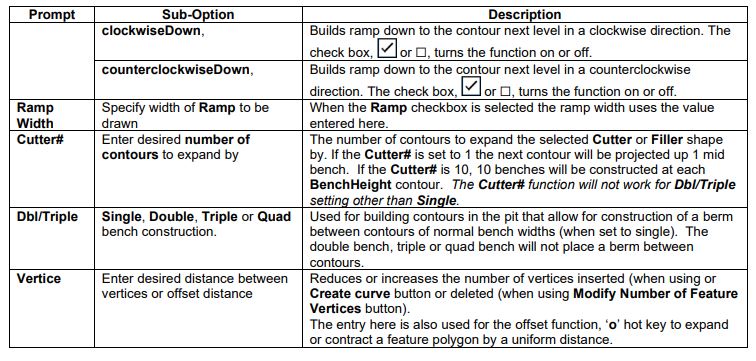 Prompt Sub-Option Description
clockwiseDown, Builds ramp down to the contour next level in a clockwise direction. The
check box, ☑ or □, turns the function on or off.
counterclockwiseDown, Builds ramp down to the contour next level in a counterclockwise
direction. The check box, ☑ or □, turns the function on or off.
Ramp Specify width of Ramp to be When the Ramp checkbox is selected the ramp width uses the value
Width drawn entered here.
Cutter# Enter desired number of The number of contours to expand the selected Cutter or Filler shape
contours to expand by by. If the Cutter# is set to 1 the next contour will be projected up 1 mid
bench. If the Cutter# is 10, 10 benches will be constructed at each
BenchHeight contour. The Cutter# function will not work for Dbl/Triple
setting other than Single.
Dbl/Triple Single, Double, Triple or Quad Used for building contours in the pit that allow for construction of a berm
bench construction. between contours of normal bench widths (when set to single). The
double bench, triple or quad bench will not place a berm between
contours.
Vertice Enter desired distance between Reduces or increases the number of vertices inserted (when using or
vertices or offset distance Create curve button or deleted (when using Modify Number of Feature
Vertices button).
The entry here is also used for the offset function, 'o' hot key to expand
or contract a feature polygon by a uniform distance.